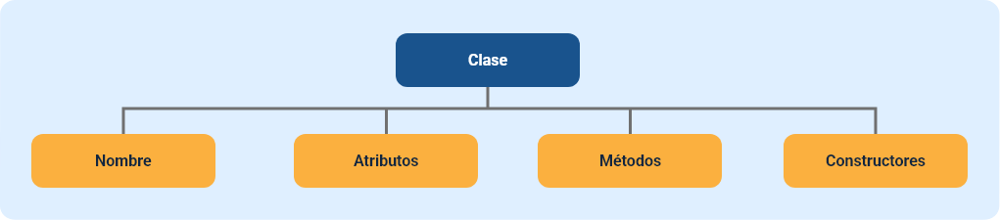 Clase
Nombre
Atributos
Métodos
Constructores